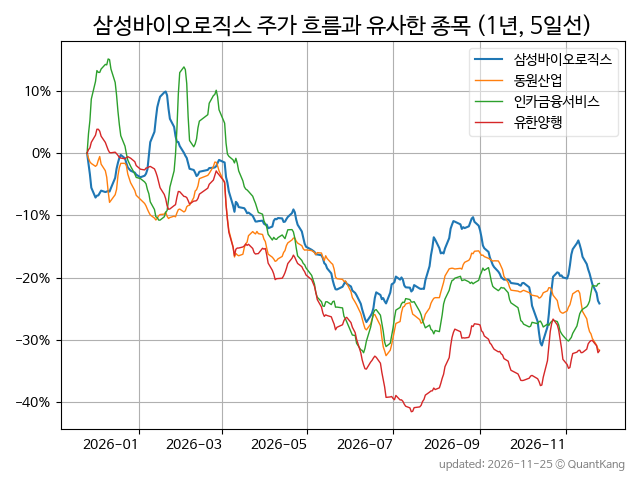 삼성바이오로직스 주가 흐름과 유사한 종목 (1년, 5일선)
삼성바이오로직스
동원산업
인카금융서비스
유한양행
10%
0%
−10%
−20%
−30%
−40%
2026-01
2026-03
2026-05
2026-07
2026-09
2026-11
updated: 2026-11-25 © QuantKang